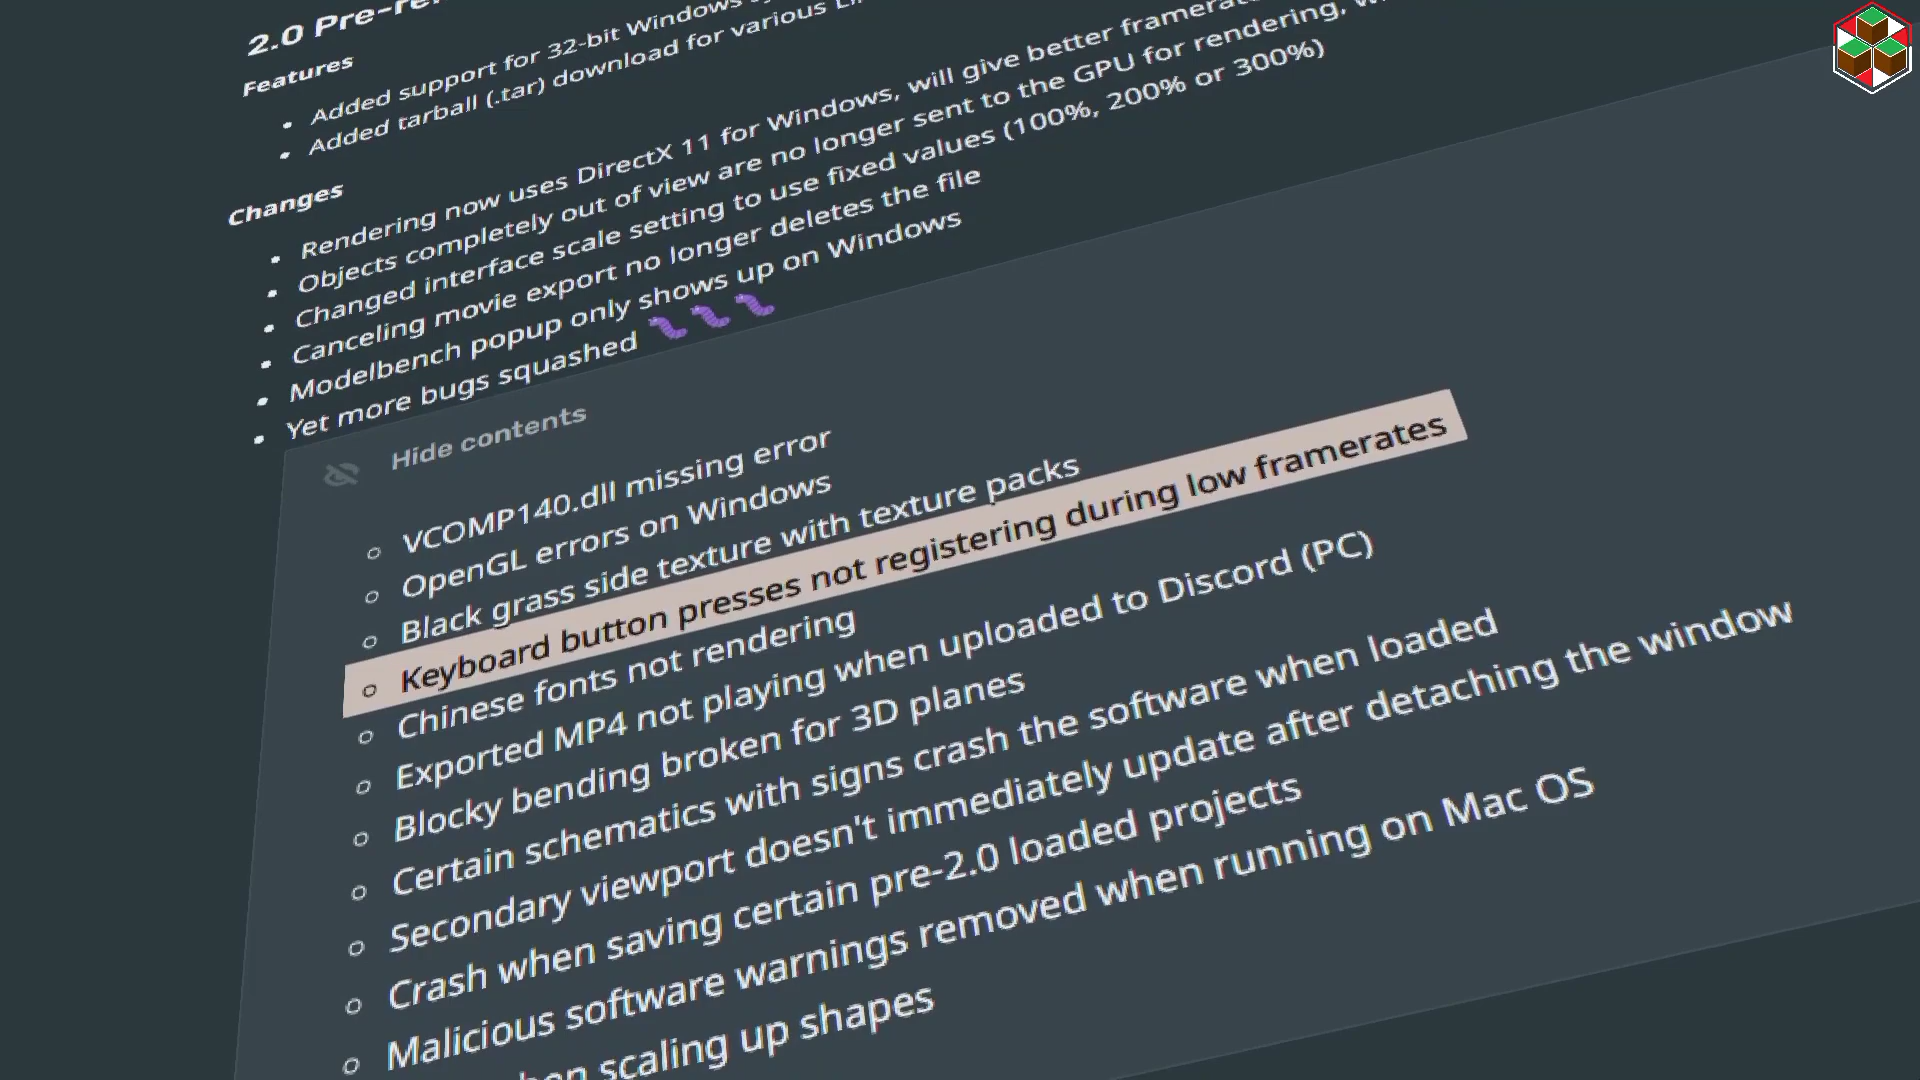 2.0 Pre-re
Features
Added support for 32-bit Windows
Added tarball (.tar) download for various
Changes
Rendering now uses DirectX 11 for Windows, will give better framerat
Objects completely out of view are no longer sent to the GPU for rendering,
Changed interface scale setting to use fixed values (100%, 200% or 300%)
Canceling movie export no longer deletes the file
Modelbench popup only shows up on Windows
Yet more bugs squashed 🐛🐛🐛
Hide contents
VCOMP140.dll missing error
OpenGL errors on Windows
Black grass side texture with texture packs
Keyboard button presses not registering during low framerates
Chinese fonts not rendering
Exported MP4 not playing when uploaded to Discord (PC)
Blocky bending broken for 3D planes
Certain schematics with signs crash the software when loaded
Secondary viewport doesn't immediately update after detaching the window
Crash when saving certain pre-2.0 loaded projects
Malicious software warnings removed when running on Mac OS
scaling up shapes